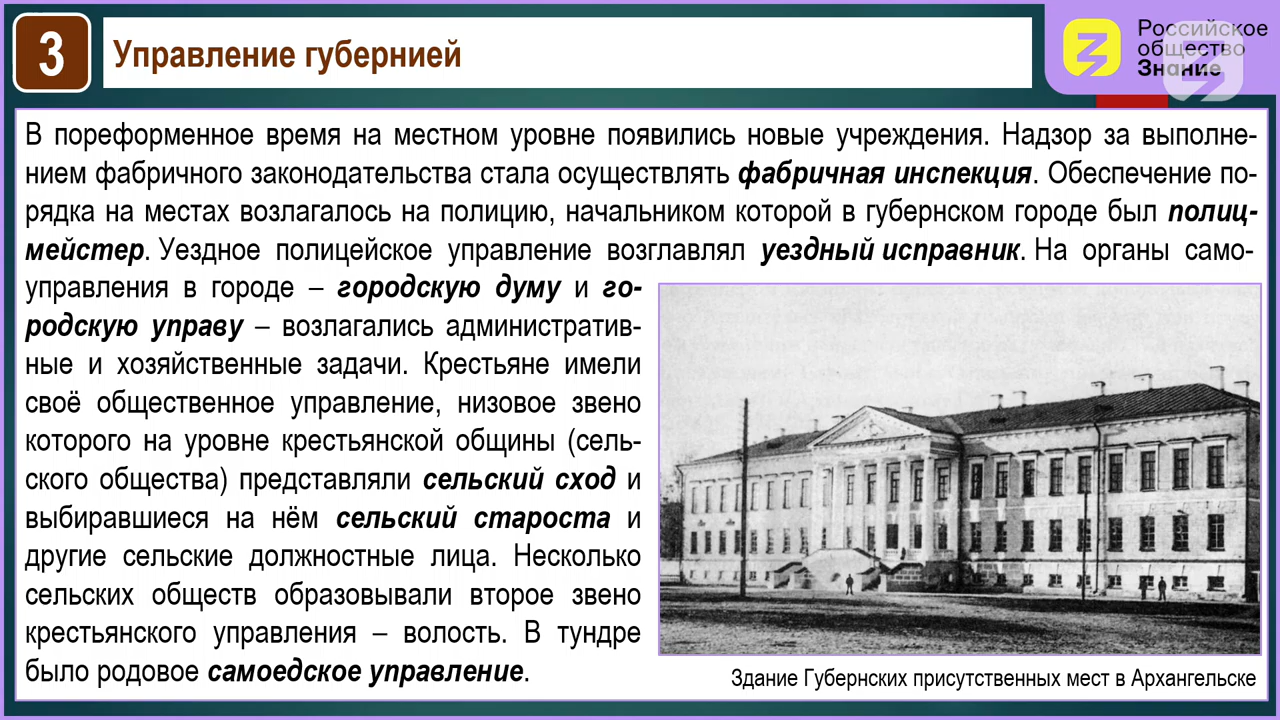 3
Управление губернией
Российское
общество
Знание
В пореформенное время на местном уровне появились новые учреждения. Надзор за выполне-
нием фабричного законодательства стала осуществлять фабричная инспекция. Обеспечение по-
рядка на местах возлагалось на полицию, начальником которой в губернском городе был полиц-
мейстер. Уездное полицейское управление возглавлял уездный исправник. На органы само-
управления в городе – городскую думу и го-
родскую управу – возлагались административ-
ные и хозяйственные задачи. Крестьяне имели
своё общественное управление, низовое звено
которого на уровне крестьянской общины (сель-
ского общества) представляли сельский сход и
выбиравшиеся на нём сельский староста и
другие сельские должностные лица. Несколько
сельских обществ образовывали второе звено
крестьянского управления – волость. В тундре
было родовое самоедское управление.
Здание Губернских присутственных мест в Архангельске